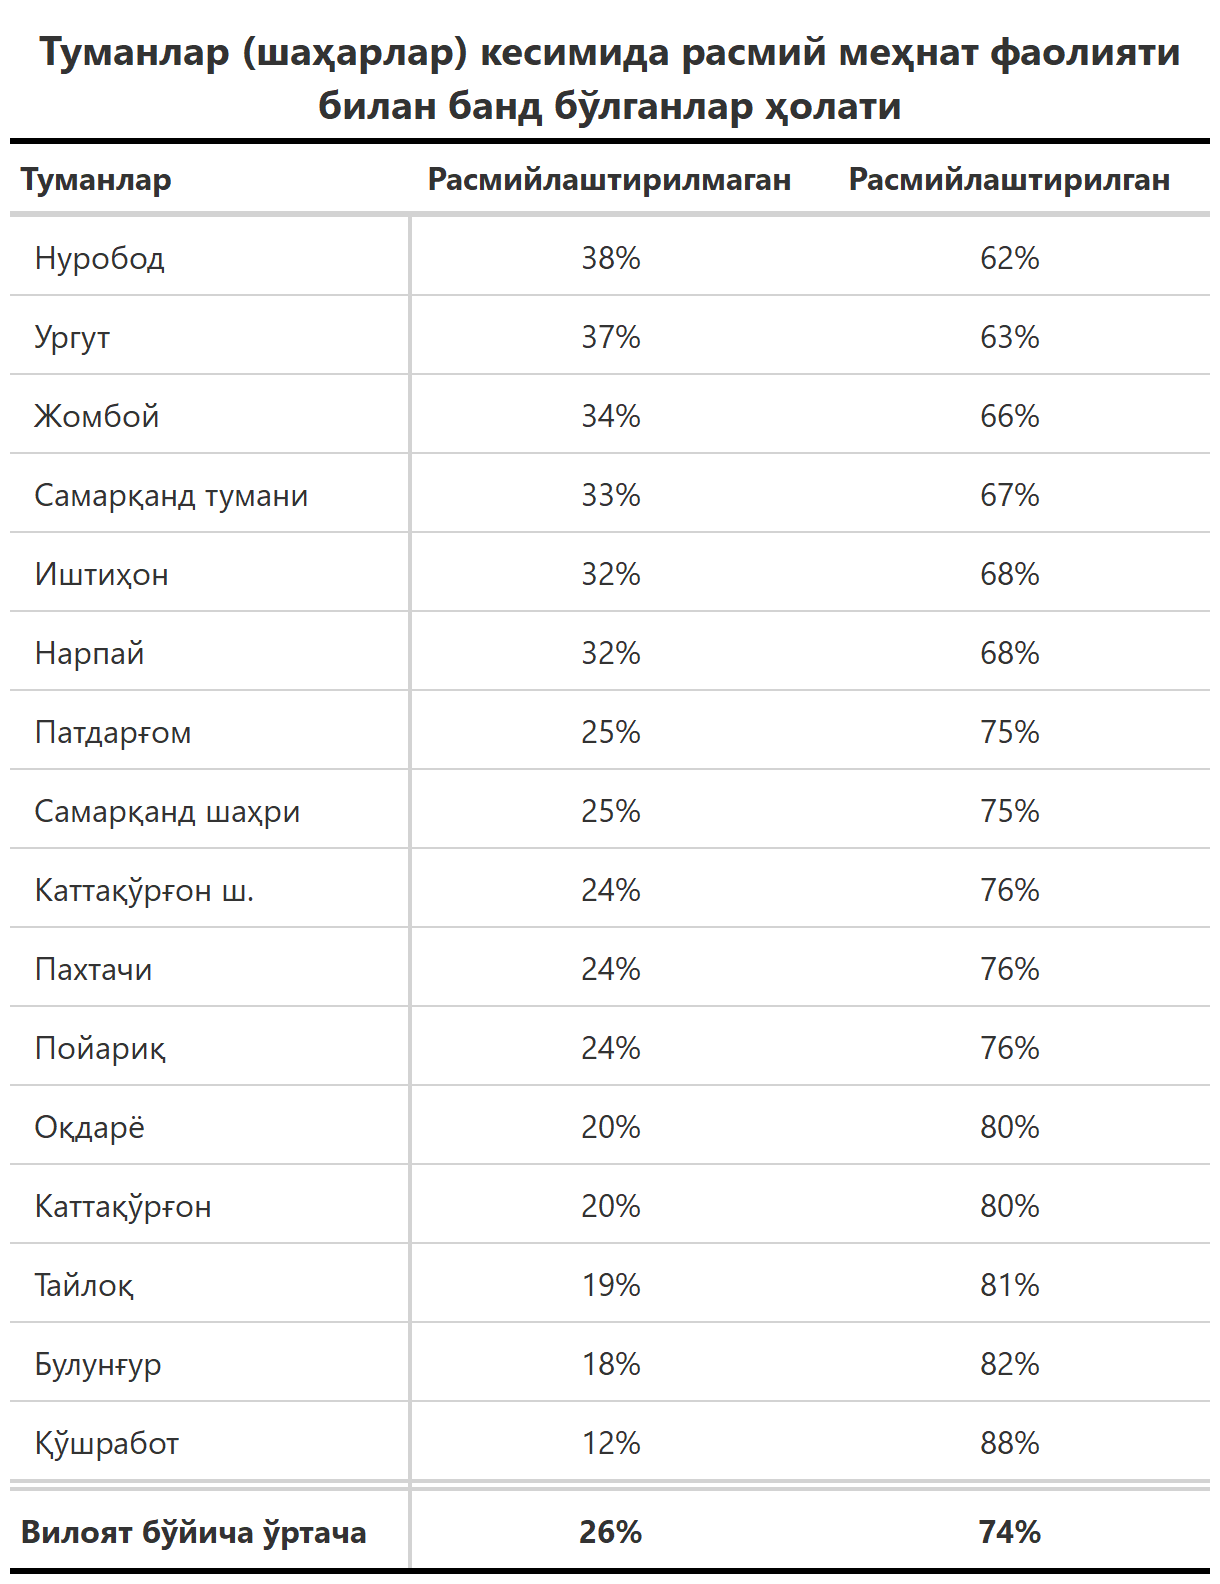 Туманлар (шаҳарлар) кесимида расмий меҳнат фаолияти
билан банд бўлганлар ҳолати
Туманлар Расмийлаштирилмаган Расмийлаштирилган
Нуробод 38% 62%
Ургут 37% 63%
Жомбой 34% 66%
Самарқанд тумани 33% 67%
Иштиҳон 32% 68%
Нарпай 32% 68%
Патдарғом 25% 75%
Самарқанд шаҳри 25% 75%
Каттақўрғон ш. 24% 76%
Пахтачи 24% 76%
Пойариқ 24% 76%
Оқдарё 20% 80%
Каттақўрғон 20% 80%
Тайлоқ 19% 81%
Булунғур 18% 82%
Қўшработ 12% 88%
Вилоят бўйича ўртача 26% 74%